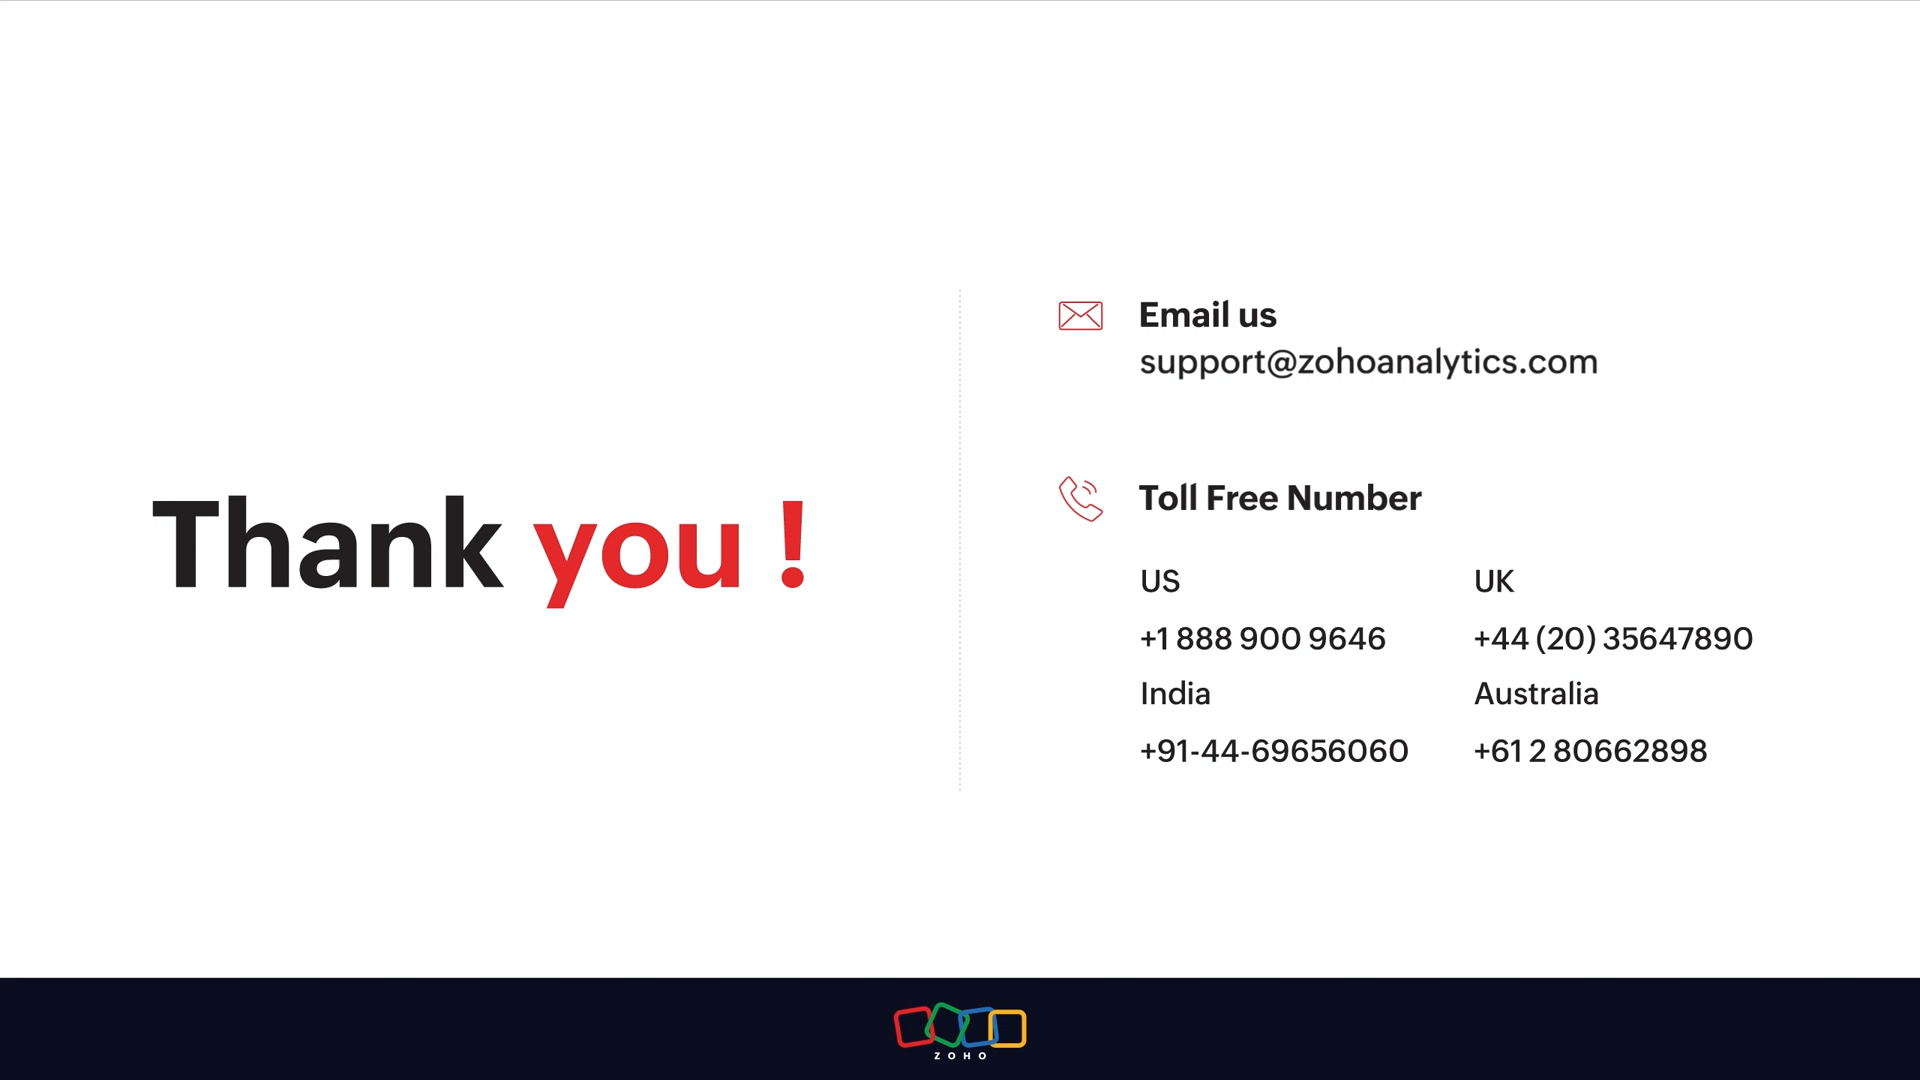 Thank you !
Email us
support@zohoanalytics.com
Toll Free Number
US
+1 888 900 9646
UK
+44 (20) 35647890
India
+91-44-69656060
Australia
+61 2 80662898
ZOHO